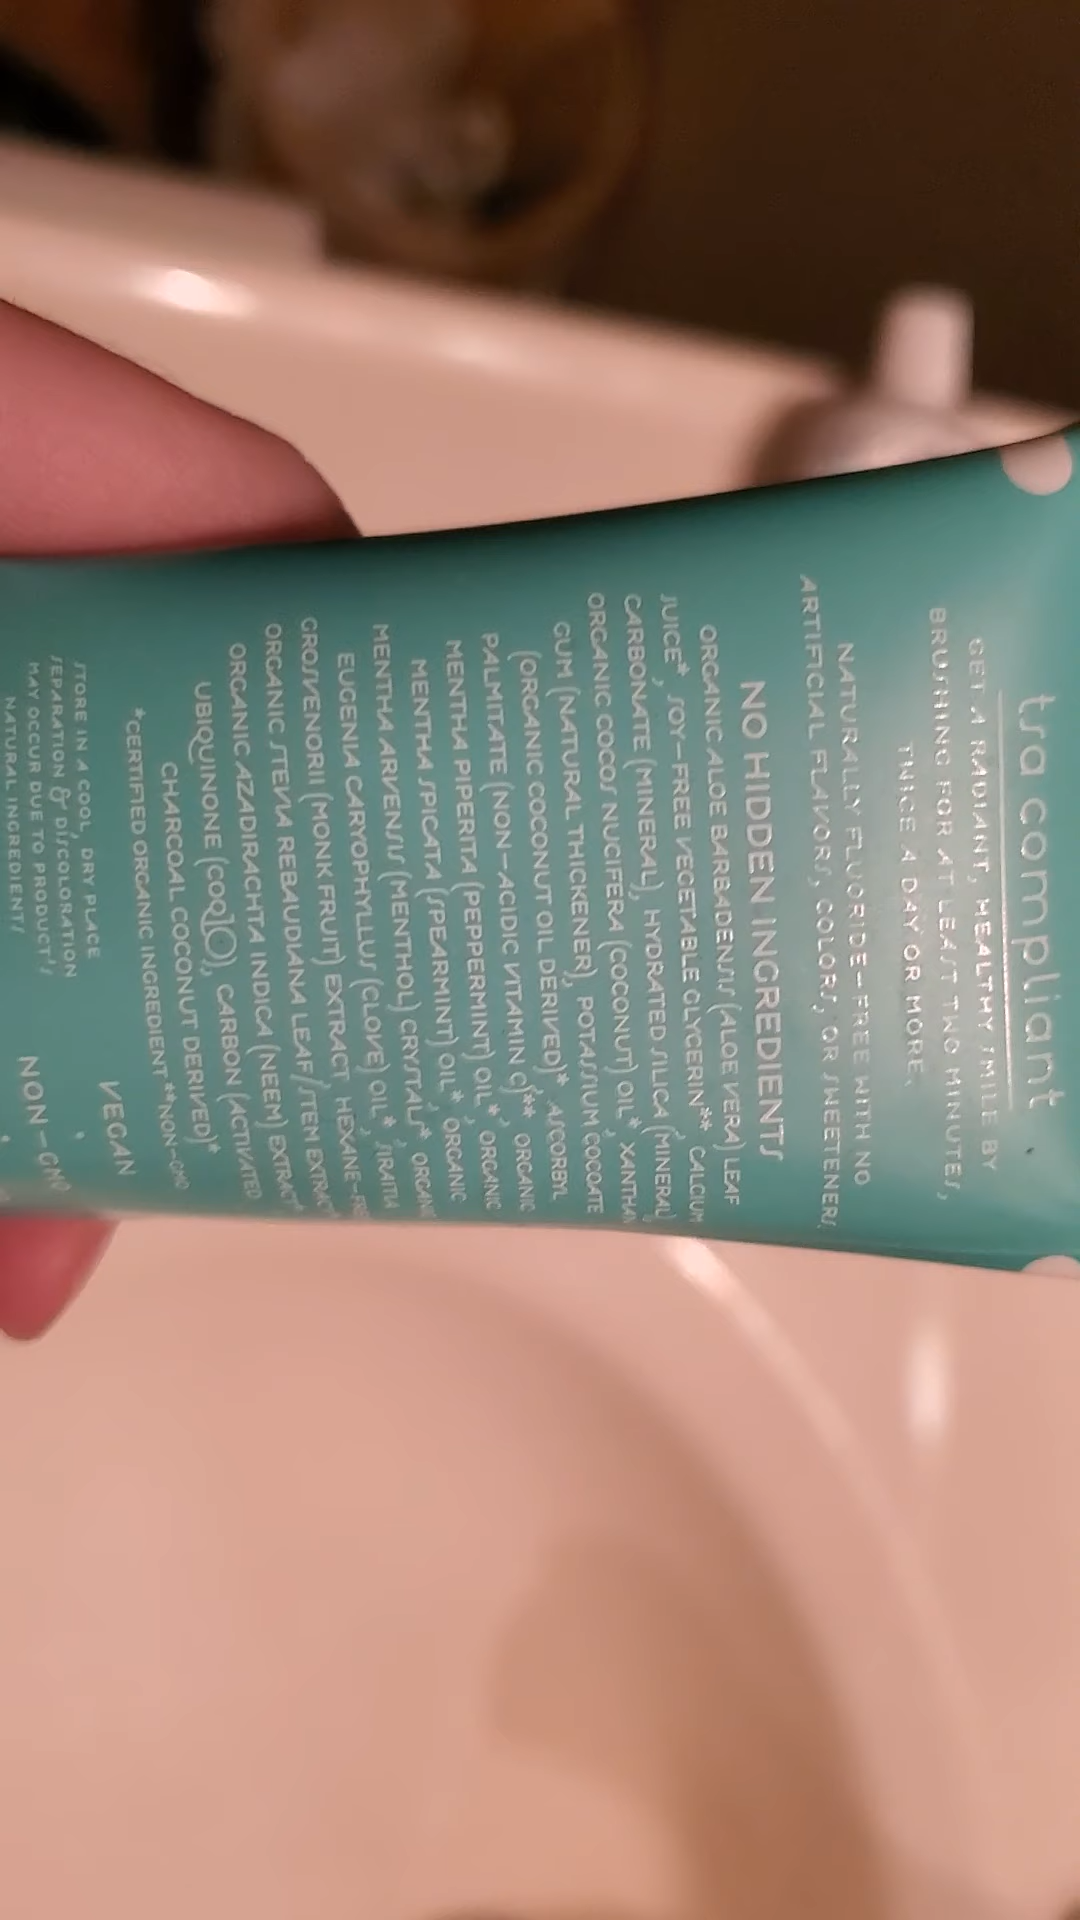 tsa compliant
GET A RADIANT, HEALTHY SMILE BY
BRUSHING FOR AT LEAST TWO MINUTES,
TWICE A DAY OR MORE.
NATURALLY FLUORIDE-FREE WITH NO
ARTIFICIAL FLAVORS, COLORS, OR SWEETENERS
NO HIDDEN INGREDIENTS
ORGANIC ALOE BARBADENSIS (ALOE VERA) LEAF
JUICE*, SOY-FREE VEGETABLE GLYCERIN** CALCIUM
CARBONATE (MINERAL), HYDRATED SILICA (MINERAL)
ORGANIC COCOS NUCIFERA (COCONUT) OIL*, XANTHAN
GUM (NATURAL THICKENER), POTASSIUM COCOATE
(ORGANIC COCONUT OIL DERIVED)*, ASCORBYL
PALMITATE (NON-ACIDIC VITAMIN C)**, ORGANIC
MENTHA PIPERITA (PEPPERMINT) OIL*, ORGANIC
MENTHA SPICATA (SPEARMINT) OIL*, ORGANIC
MENTHA ARVENSIS (MENTHOL) CRYSTALS*, ORGANI
EUGENIA CARYOPHYLLUS (CLOVE) OIL*, SIRAITIA
GROSVENORII (MONK FRUIT) EXTRACT, HEXANE-FR
ORGANIC STEVIA REBAUDIANA LEAF/STEM EXTRAC
ORGANIC AZADIRACHTA INDICA (NEEM) EXTRACT*
UBIQUINONE (COQ10), CARBON (ACTIVATED
CHARCOAL COCONUT DERIVED)*
*CERTIFIED ORGANIC INGREDIENT **NON-GMO
STORE IN A COOL, DRY PLACE
SEPARATION & DISCOLORATION
MAY OCCUR DUE TO PRODUCT'S
NATURAL INGREDIENTS
VEGAN
NON-GMO